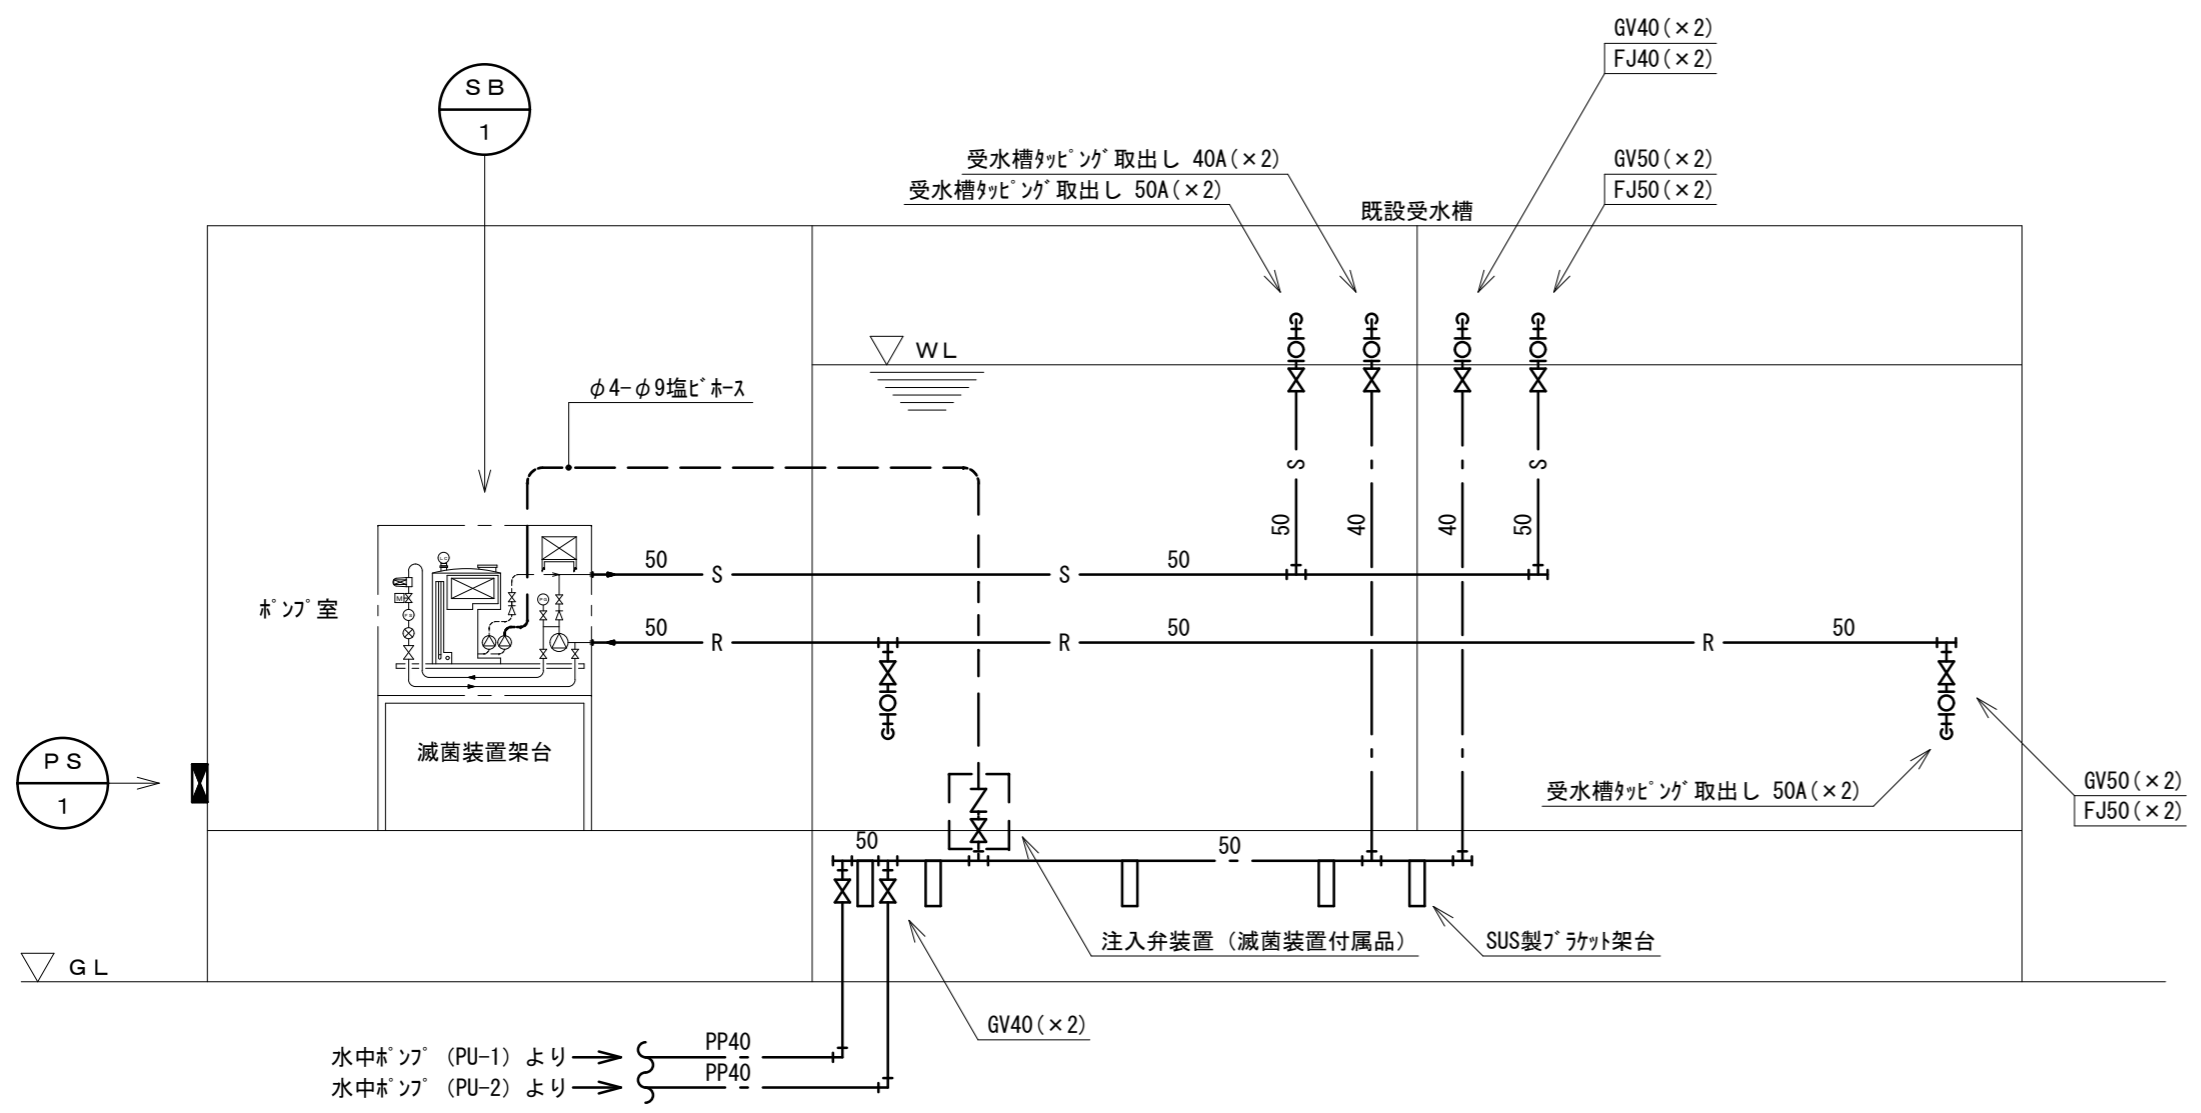 GV40(×2)
FJ40(×2)
SB
1
受水槽タッピング取出し 40A(×2)
受水槽タッピング取出し 50A(×2)
GV50(×2)
FJ50(×2)
既設受水槽
WL
φ4-φ9塩ビホース
S
S
50
40
40
50
50
S
S
50
ポンプ室
50
R
R
50
R
50
滅菌装置架台
PS
1
受水槽タッピング取出し 50A(×2)
GV50(×2)
FJ50(×2)
50
50
注入弁装置（滅菌装置付属品）
SUS製ブラケット架台
GL
GV40(×2)
水中ポンプ（PU-1）より
PP40
水中ポンプ（PU-2）より
PP40